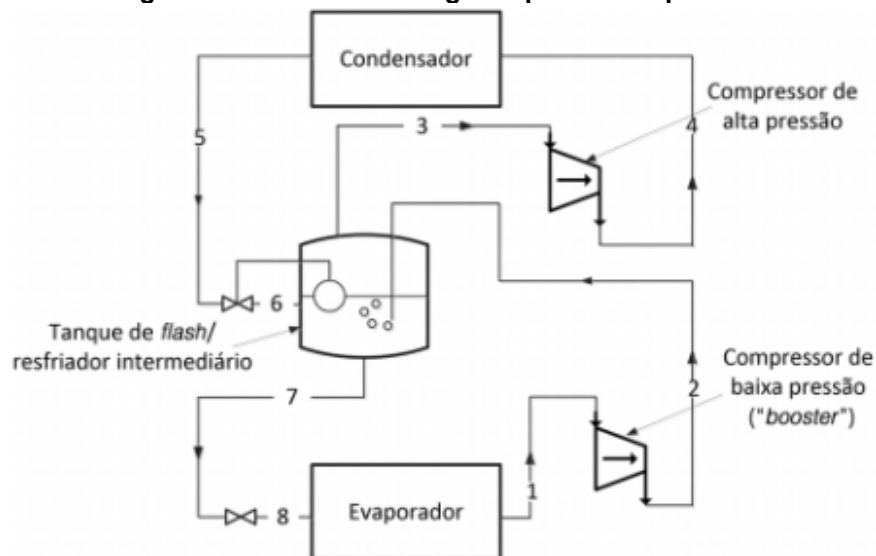 Condensador
Compressor de
alta pressão
3
4
5
6
Tanque de flash/
resfriador intermediário
7
Compressor de
baixa pressão
("booster")
2
1
8
Evaporador